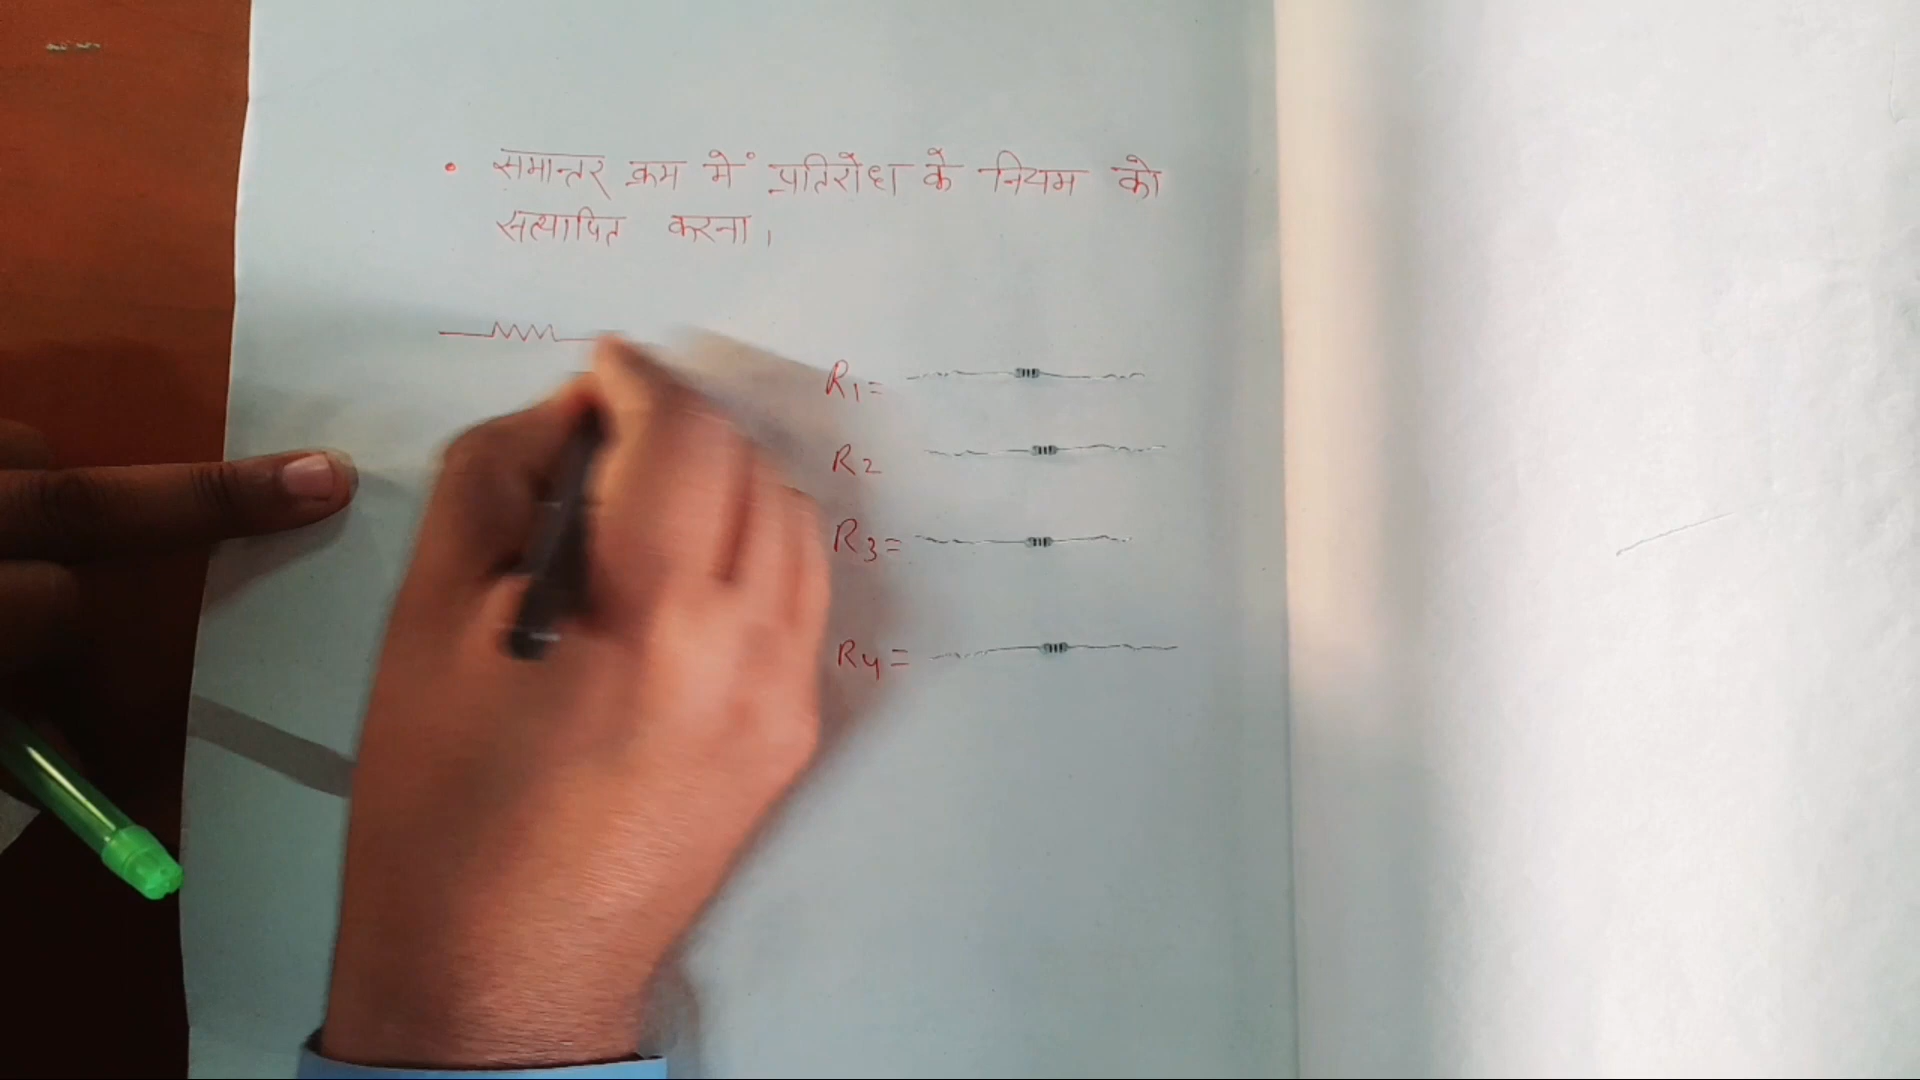 • समान्तर क्रम में प्रतिरोध के नियम को
सत्यापित करना।
R1=
R2
R3=
R4=